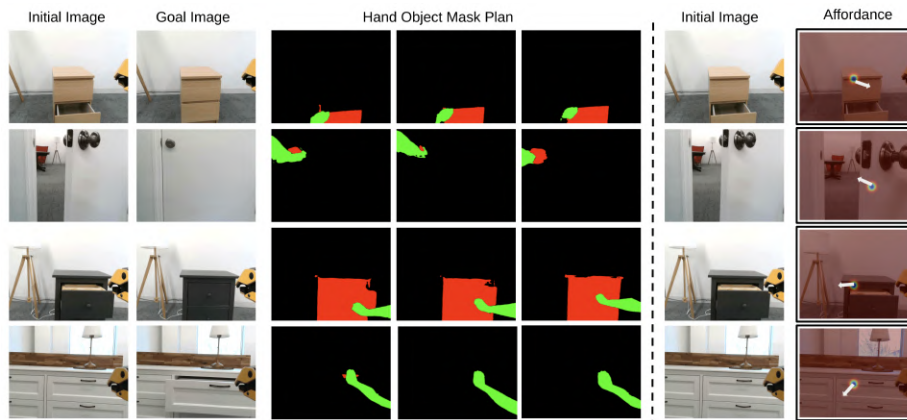 Initial Image
Goal Image
Hand Object Mask Plan
Initial Image
Affordance